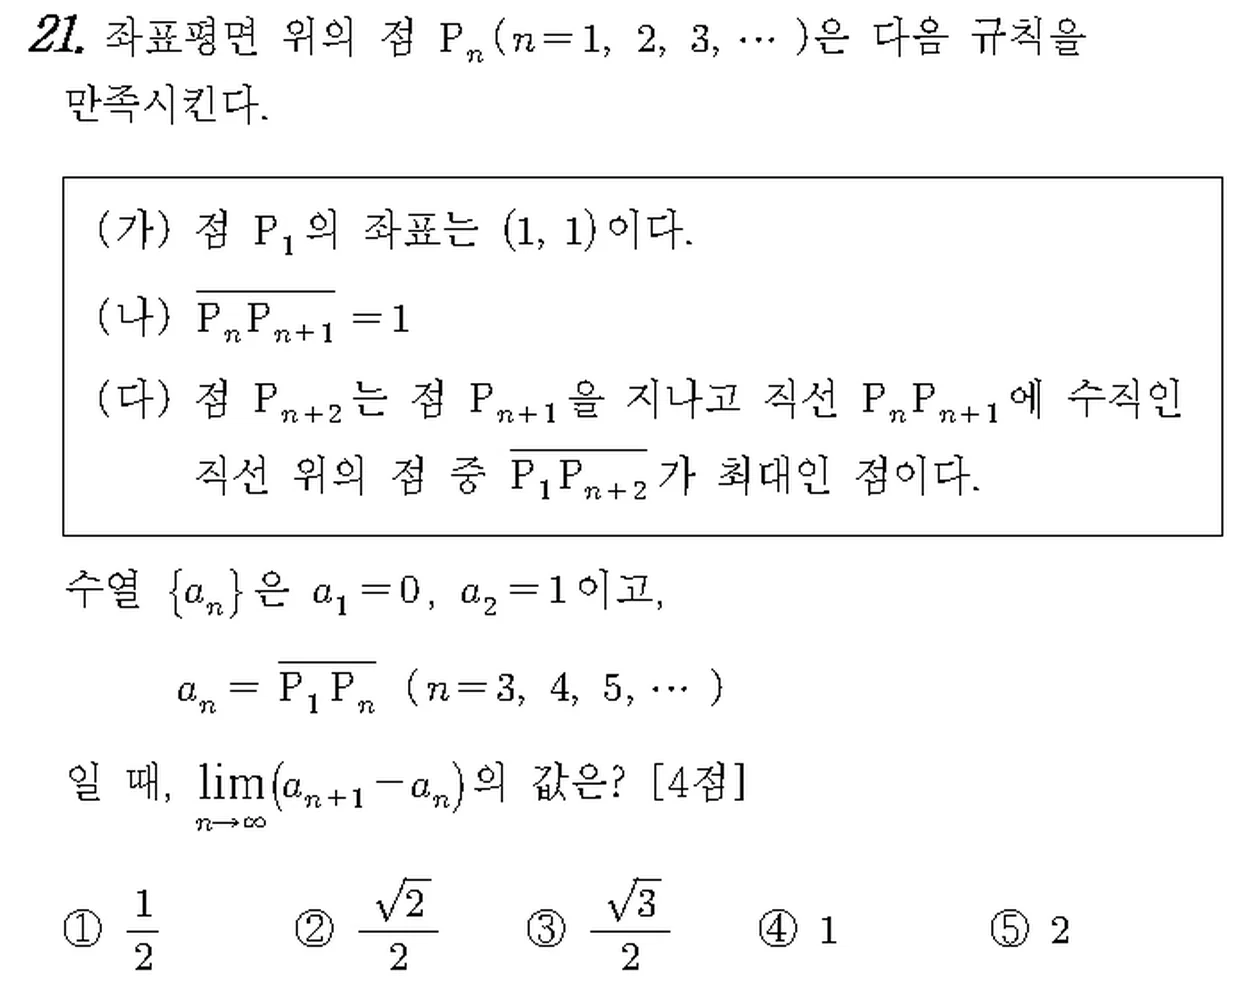 21. 좌표평면 위의 점 Pₙ(n=1, 2, 3, ⋯ )은 다음 규칙을
만족시킨다.
(가) 점 P₁의 좌표는 (1, 1)이다.
(나) \overline{PₙPₙ₊₁} = 1
(다) 점 Pₙ₊₂는 점 Pₙ₊₁을 지나고 직선 PₙPₙ₊₁에 수직인
직선 위의 점 중 \overline{P₁Pₙ₊₂}가 최대인 점이다.
수열 {aₙ}은 a₁=0, a₂=1이고,
aₙ = \overline{P₁Pₙ} (n=3, 4, 5, ⋯ )
일 때, lim_{n→∞}(aₙ₊₁−aₙ)의 값은? [4점]
① 1/2 ② √2/2 ③ √3/2 ④ 1 ⑤ 2